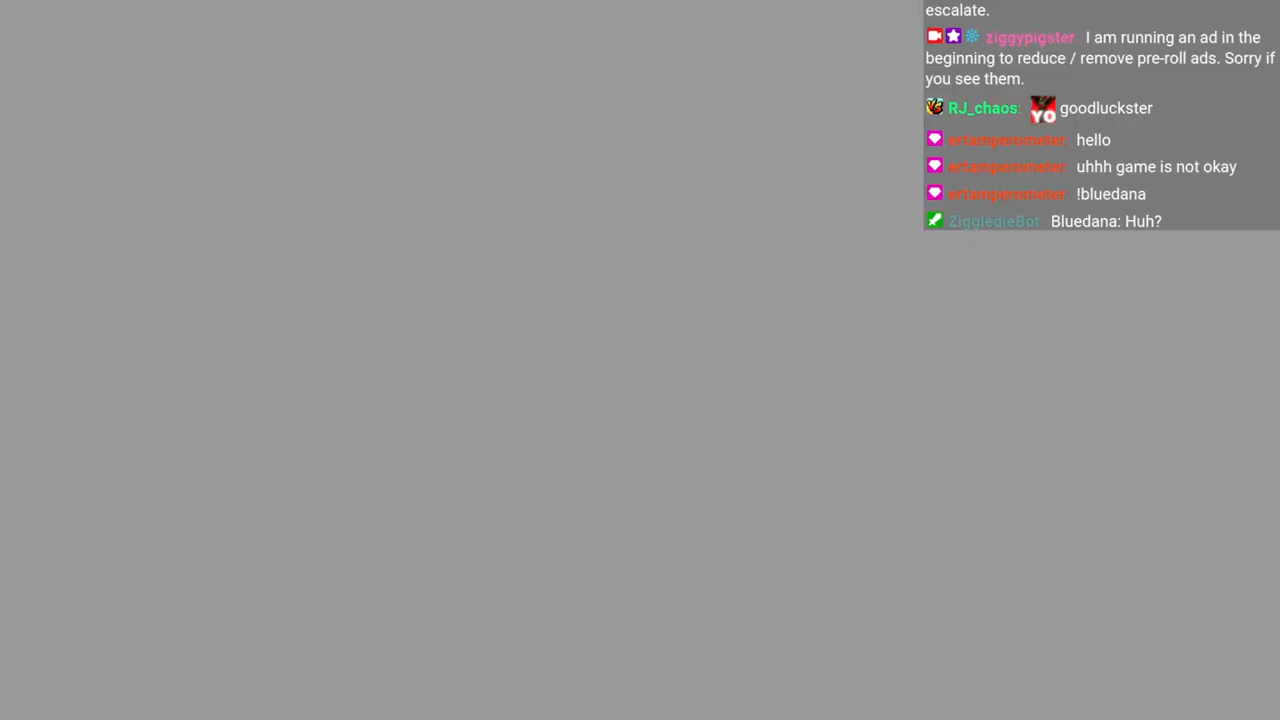 escalate.
ziggypigster I am running an ad in the
beginning to reduce / remove pre-roll ads. Sorry if
you see them.
RJ_chaos: YO goodluckster
hello
uhhh game is not okay
!bluedana
ZiggledieBot Bluedana: Huh?